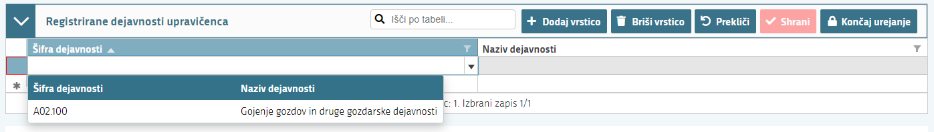 Registrirane dejavnosti upravičenca
Išči po tabeli...
Dodaj vrstico
Briši vrstico
Prekliči
Shrani
Končaj urejanje
Šifra dejavnosti
Naziv dejavnosti
Šifra dejavnosti Naziv dejavnosti
A02.100 Gojenje gozdov in druge gozdarske dejavnosti
c: 1. Izbrani zapis 1/1